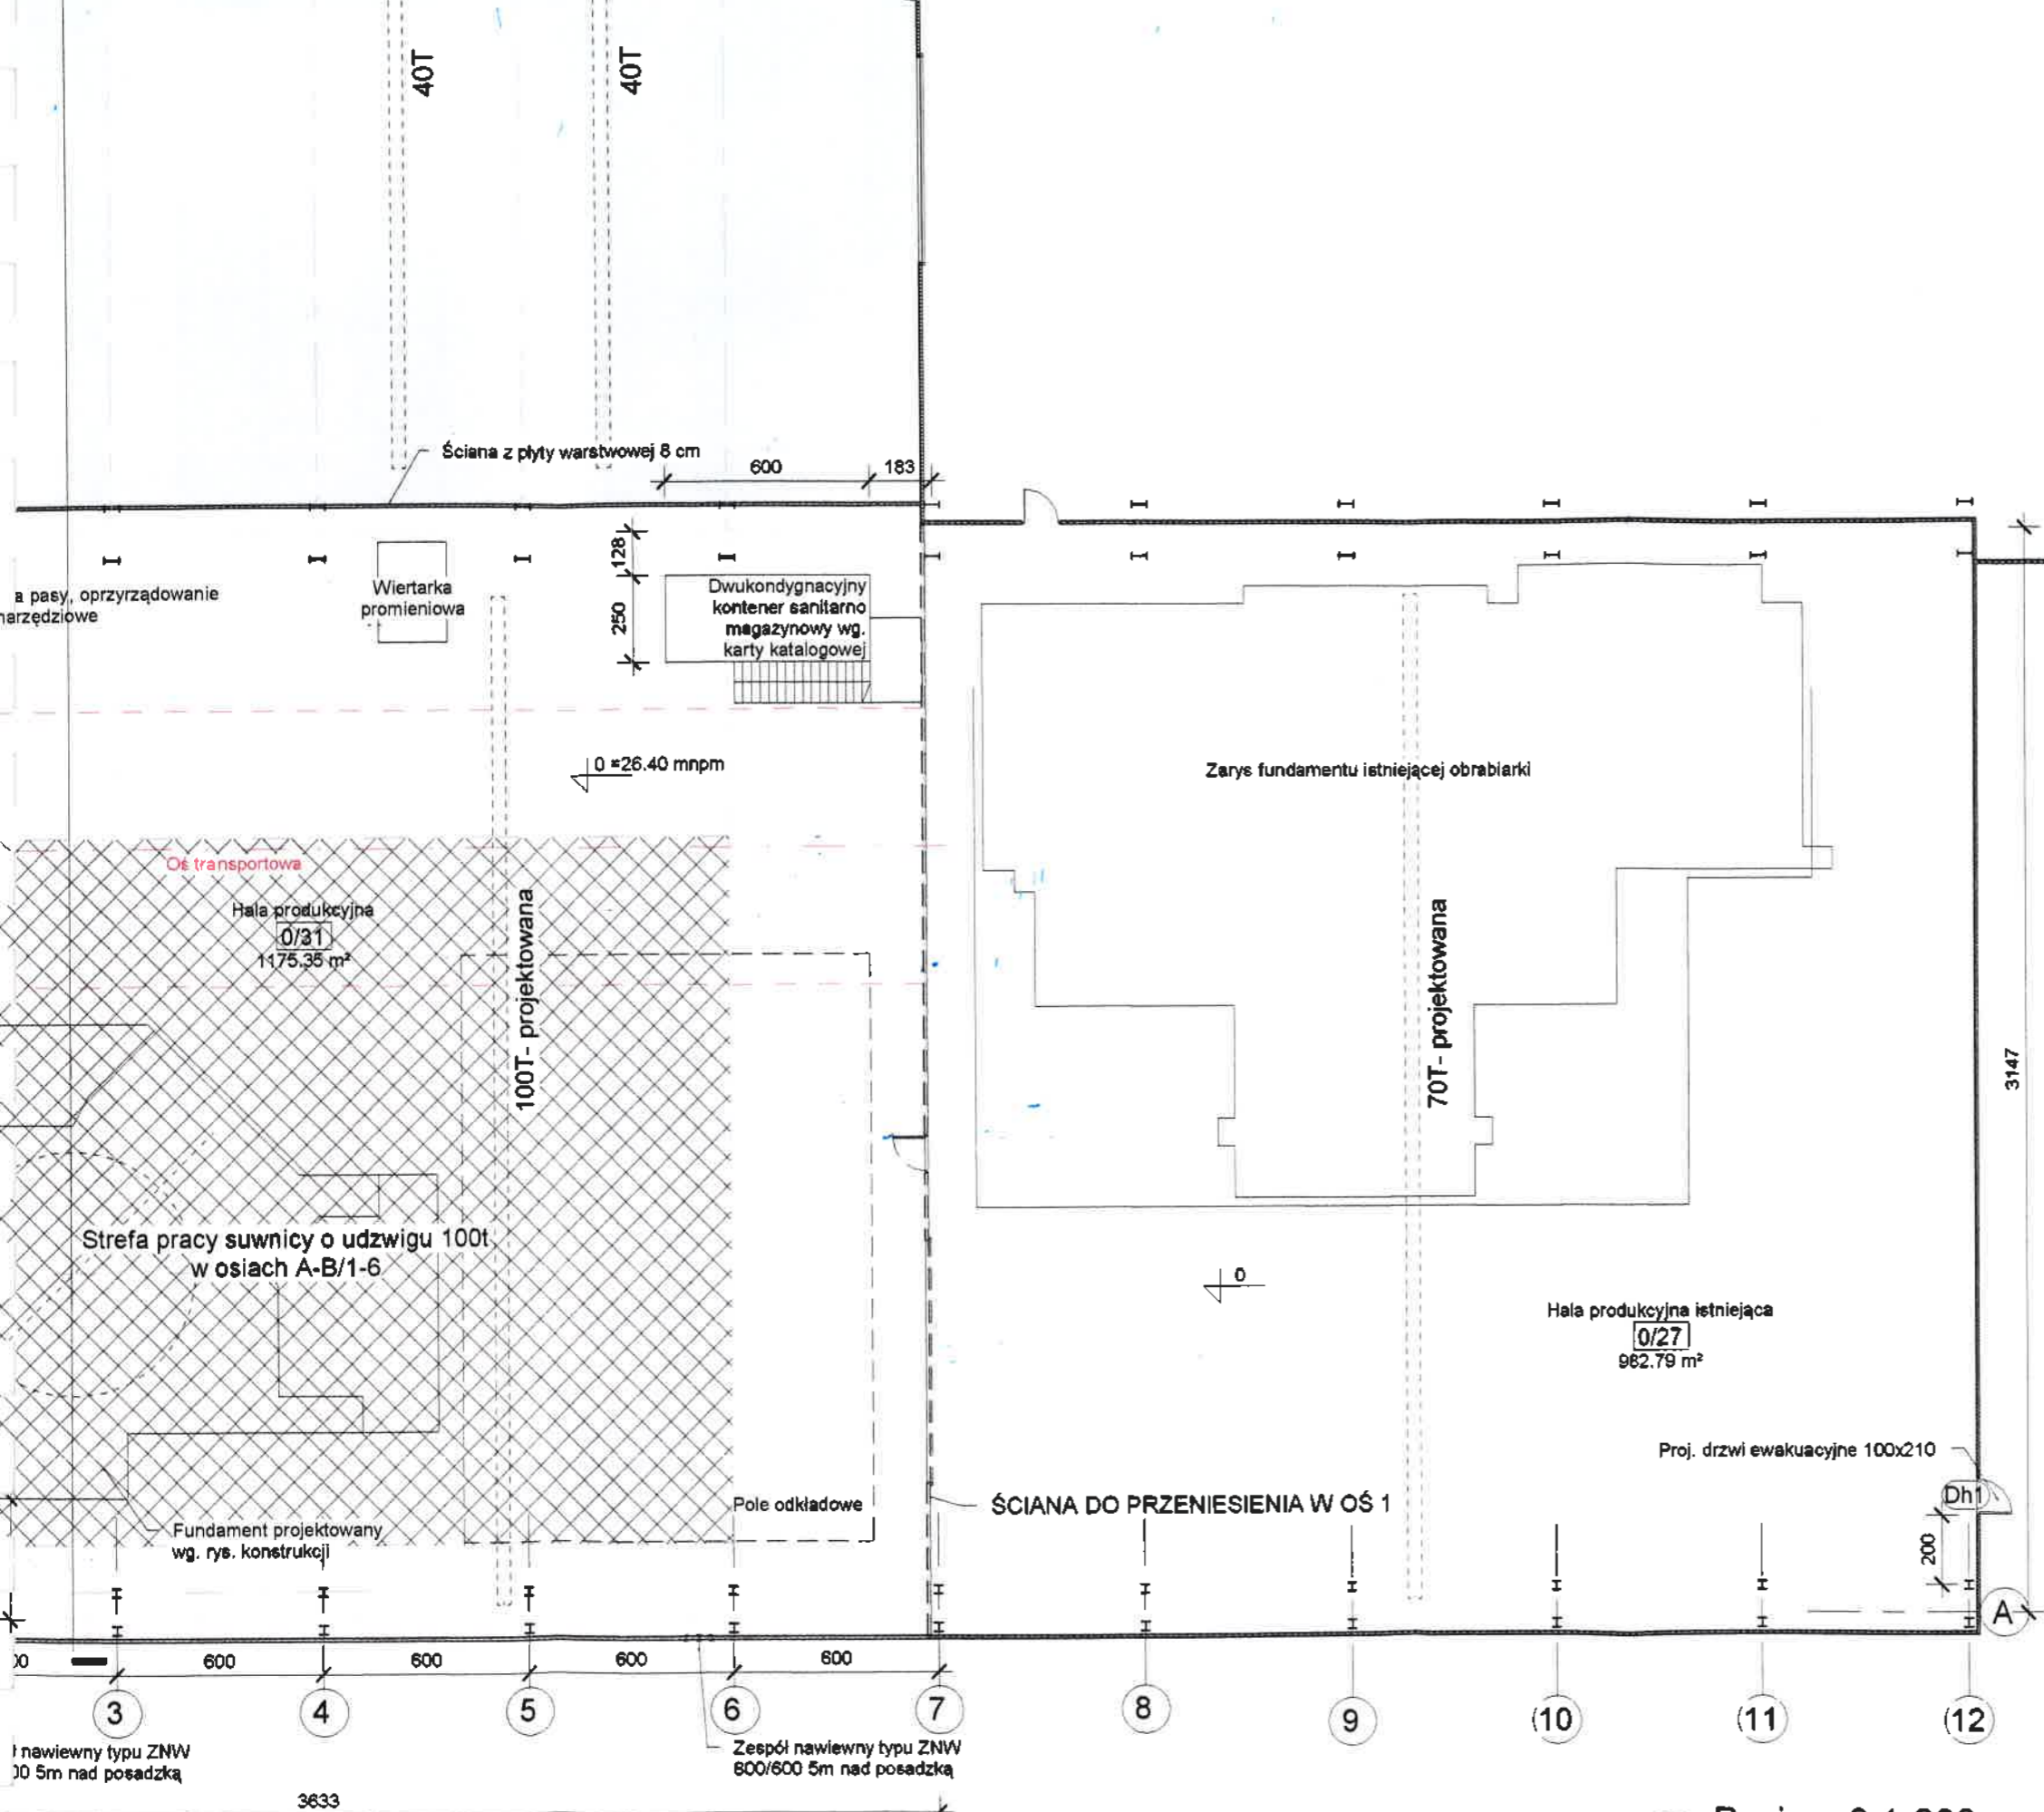 40T
40T
Ściana z płyty warstwowej 8 cm
600
183
128
250
a pasy, oprzyrządowanie
narzędziowe
Wiertarka
promieniowa
Dwukondygnacyjny
kontener sanitarno
magazynowy wg.
karty katalogowej
0 =26.40 mnpm
Zarys fundamentu istniejącej obrabiarki
Oś transportowa
Hala produkcyjna
0/31
1175.35 m²
100T- projektowana
70T- projektowana
3147
Strefa pracy suwnicy o udzwigu 100t
w osiach A-B/1-6
0
Hala produkcyjna istniejąca
0/27
982.79 m²
Proj. drzwi ewakuacyjne 100x210
Dh1
200
Pole odkładowe
ŚCIANA DO PRZENIESIENIA W OŚ 1
Fundament projektowany
wg. rys. konstrukcji
A
600
600
600
600
3
4
5
6
7
8
9
10
11
12
nawiewny typu ZNW
00 5m nad posadzką
Zespół nawiewny typu ZNW
800/600 5m nad posadzką
3633